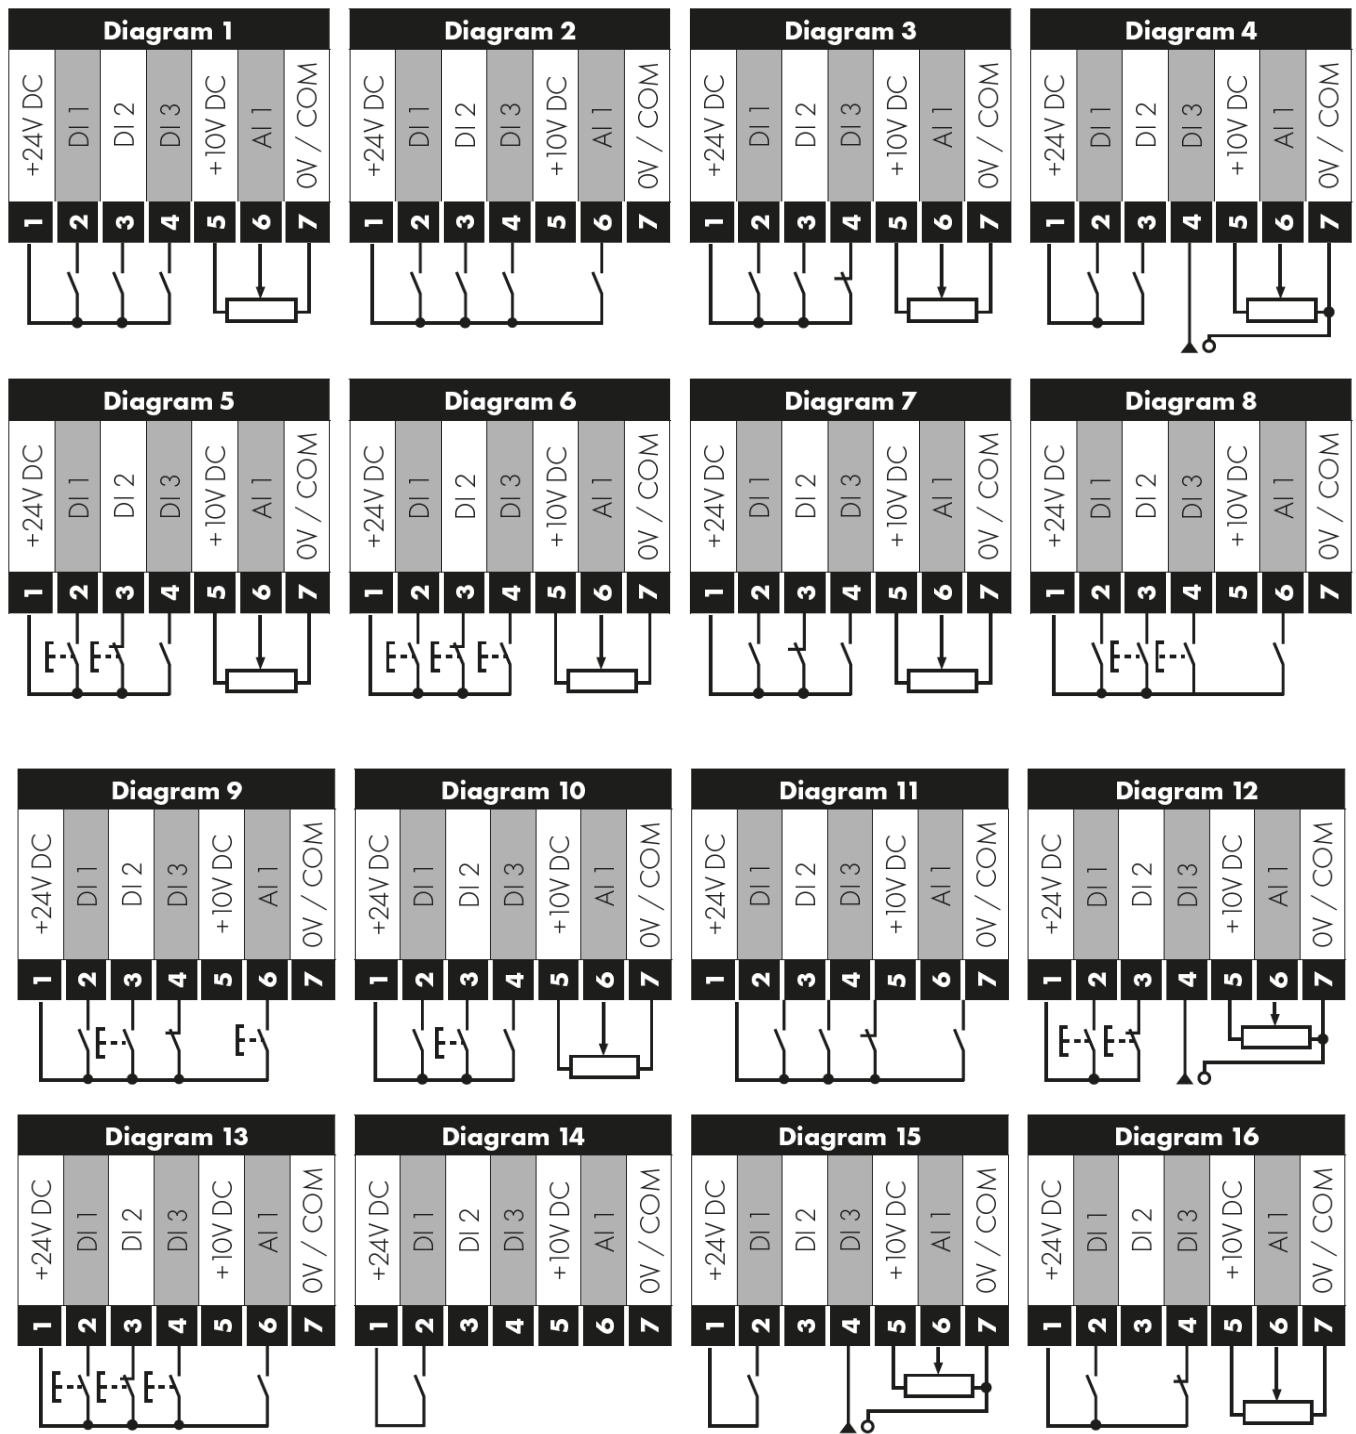 Diagram 1
+24V DC
DI 1
DI 2
DI 3
+10V DC
AI 1
0V / COM
1 2 3 4 5 6 7
Diagram 2
+24V DC
DI 1
DI 2
DI 3
+10V DC
AI 1
0V / COM
1 2 3 4 5 6 7
Diagram 3
+24V DC
DI 1
DI 2
DI 3
+10V DC
AI 1
0V / COM
1 2 3 4 5 6 7
Diagram 4
+24V DC
DI 1
DI 2
DI 3
+10V DC
AI 1
0V / COM
1 2 3 4 5 6 7
Diagram 5
+24V DC
DI 1
DI 2
DI 3
+10V DC
AI 1
0V / COM
1 2 3 4 5 6 7
Diagram 6
+24V DC
DI 1
DI 2
DI 3
+10V DC
AI 1
0V / COM
1 2 3 4 5 6 7
Diagram 7
+24V DC
DI 1
DI 2
DI 3
+10V DC
AI 1
0V / COM
1 2 3 4 5 6 7
Diagram 8
+24V DC
DI 1
DI 2
DI 3
+10V DC
AI 1
0V / COM
1 2 3 4 5 6 7
Diagram 9
+24V DC
DI 1
DI 2
DI 3
+10V DC
AI 1
0V / COM
1 2 3 4 5 6 7
Diagram 10
+24V DC
DI 1
DI 2
DI 3
+10V DC
AI 1
0V / COM
1 2 3 4 5 6 7
Diagram 11
+24V DC
DI 1
DI 2
DI 3
+10V DC
AI 1
0V / COM
1 2 3 4 5 6 7
Diagram 12
+24V DC
DI 1
DI 2
DI 3
+10V DC
AI 1
0V / COM
1 2 3 4 5 6 7
Diagram 13
+24V DC
DI 1
DI 2
DI 3
+10V DC
AI 1
0V / COM
1 2 3 4 5 6 7
Diagram 14
+24V DC
DI 1
DI 2
DI 3
+10V DC
AI 1
0V / COM
1 2 3 4 5 6 7
Diagram 15
+24V DC
DI 1
DI 2
DI 3
+10V DC
AI 1
0V / COM
1 2 3 4 5 6 7
Diagram 16
+24V DC
DI 1
DI 2
DI 3
+10V DC
AI 1
0V / COM
1 2 3 4 5 6 7